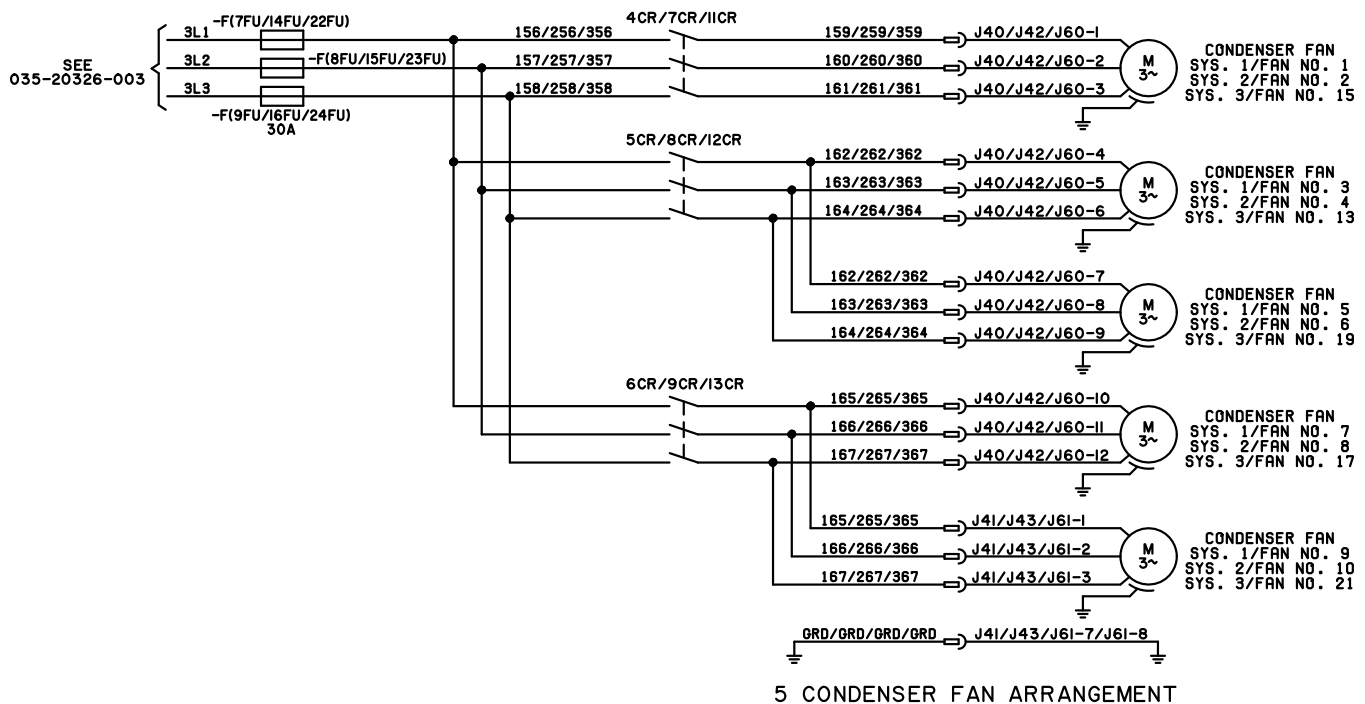 -F(7FU/14FU/22FU)
4CR/7CR/11CR
3L1
156/256/356
159/259/359
J40/J42/J60-1
SEE
035-20326-003
3L2
-F(8FU/15FU/23FU)
157/257/357
160/260/360
J40/J42/J60-2
M
3~
CONDENSER FAN
SYS. 1/FAN NO. 1
SYS. 2/FAN NO. 2
SYS. 3/FAN NO. 15
3L3
158/258/358
161/261/361
J40/J42/J60-3
-F(9FU/16FU/24FU)
30A
5CR/8CR/12CR
162/262/362
J40/J42/J60-4
163/263/363
J40/J42/J60-5
164/264/364
J40/J42/J60-6
M
3~
CONDENSER FAN
SYS. 1/FAN NO. 3
SYS. 2/FAN NO. 4
SYS. 3/FAN NO. 13
162/262/362
J40/J42/J60-7
163/263/363
J40/J42/J60-8
164/264/364
J40/J42/J60-9
M
3~
CONDENSER FAN
SYS. 1/FAN NO. 5
SYS. 2/FAN NO. 6
SYS. 3/FAN NO. 19
6CR/9CR/13CR
165/265/365
J40/J42/J60-10
166/266/366
J40/J42/J60-11
167/267/367
J40/J42/J60-12
M
3~
CONDENSER FAN
SYS. 1/FAN NO. 7
SYS. 2/FAN NO. 8
SYS. 3/FAN NO. 17
165/265/365
J41/J43/J61-1
166/266/366
J41/J43/J61-2
167/267/367
J41/J43/J61-3
M
3~
CONDENSER FAN
SYS. 1/FAN NO. 9
SYS. 2/FAN NO. 10
SYS. 3/FAN NO. 21
GRD/GRD/GRD/GRD
J41/J43/J61-7/J61-8
5 CONDENSER FAN ARRANGEMENT